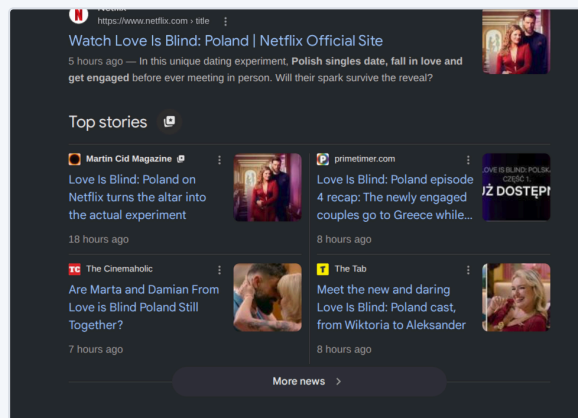 Netflix
https://www.netflix.com › title
Watch Love Is Blind: Poland | Netflix Official Site
5 hours ago — In this unique dating experiment, Polish singles date, fall in love and
get engaged before ever meeting in person. Will their spark survive the reveal?
Top stories
Martin Cid Magazine
Love Is Blind: Poland on
Netflix turns the altar into
the actual experiment
18 hours ago
primetimer.com
Love Is Blind: Poland episode
4 recap: The newly engaged
couples go to Greece while...
8 hours ago
LOVE IS BLIND: POLSK
CZĘŚĆ 1.
UŻ DOSTĘPN
TC The Cinemaholic
Are Marta and Damian From
Love is Blind Poland Still
Together?
7 hours ago
T The Tab
Meet the new and daring
Love Is Blind: Poland cast,
from Wiktoria to Aleksander
8 hours ago
More news